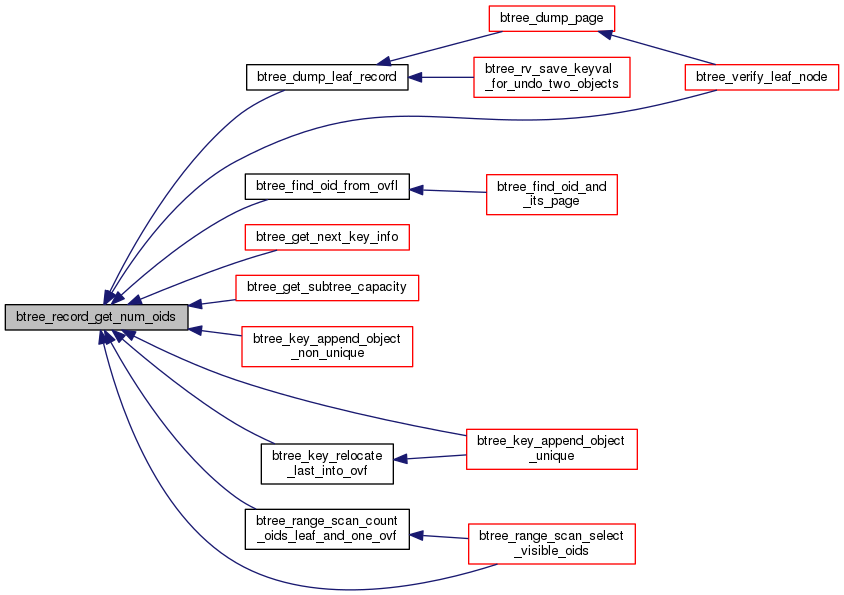 btree_dump_page
btree_dump_leaf_record
btree_rv_save_keyval
_for_undo_two_objects
btree_verify_leaf_node
btree_find_oid_from_ovfl
btree_find_oid_and
_its_page
btree_get_next_key_info
btree_get_subtree_capacity
btree_record_get_num_oids
btree_key_append_object
_non_unique
btree_key_relocate
_last_into_ovf
btree_key_append_object
_unique
btree_range_scan_count
_oids_leaf_and_one_ovf
btree_range_scan_select
_visible_oids